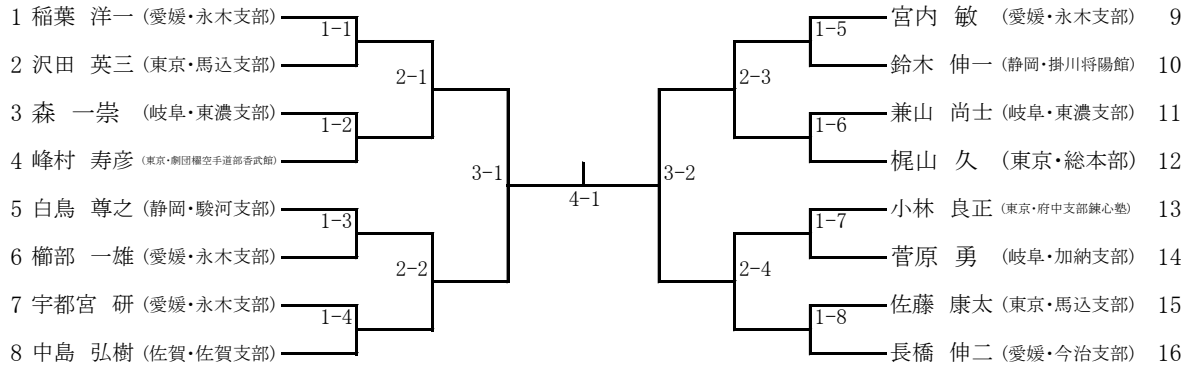 1 稲葉 洋一 (愛媛・永木支部)
1-1
2 沢田 英三 (東京・馬込支部)
2-1
3 森 一崇 (岐阜・東濃支部)
1-2
4 峰村 寿彦 (東京・劇団櫂空手道部香武館)
3-1
5 白鳥 尊之 (静岡・駿河支部)
1-3
6 櫛部 一雄 (愛媛・永木支部)
2-2
7 宇都宮 研 (愛媛・永木支部)
1-4
8 中島 弘樹 (佐賀・佐賀支部)
4-1
宮内 敏 (愛媛・永木支部) 9
1-5
鈴木 伸一 (静岡・掛川将陽館) 10
2-3
兼山 尚士 (岐阜・東濃支部) 11
1-6
梶山 久 (東京・総本部) 12
3-2
小林 良正 (東京・府中支部錬心塾) 13
1-7
菅原 勇 (岐阜・加納支部) 14
2-4
佐藤 康太 (東京・馬込支部) 15
1-8
長橋 伸二 (愛媛・今治支部) 16